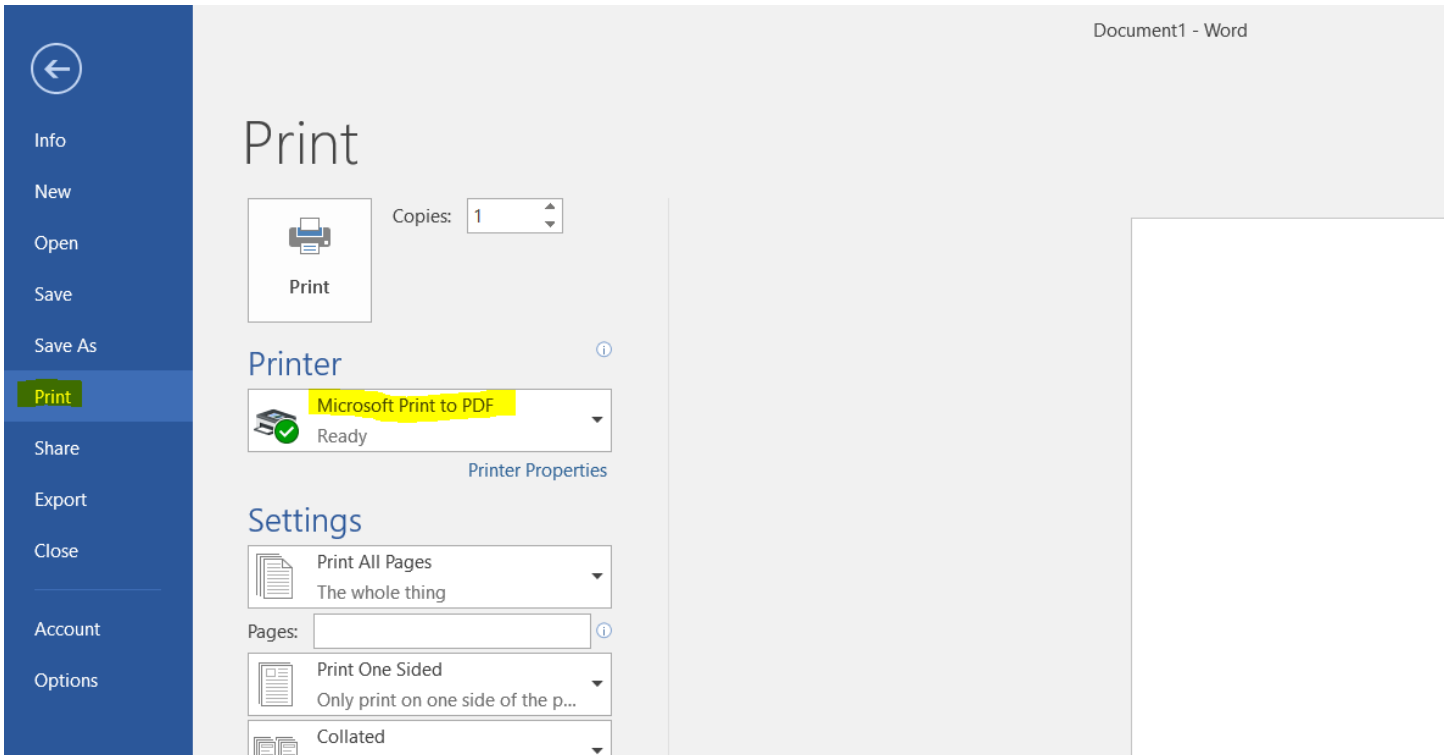 Document1 - Word
Info
New
Open
Save
Save As
Print
Share
Export
Close
Account
Options
Print
Copies: 1
Print
Printer
Microsoft Print to PDF
Ready
Printer Properties
Settings
Print All Pages
The whole thing
Pages:
Print One Sided
Only print on one side of the p...
Collated